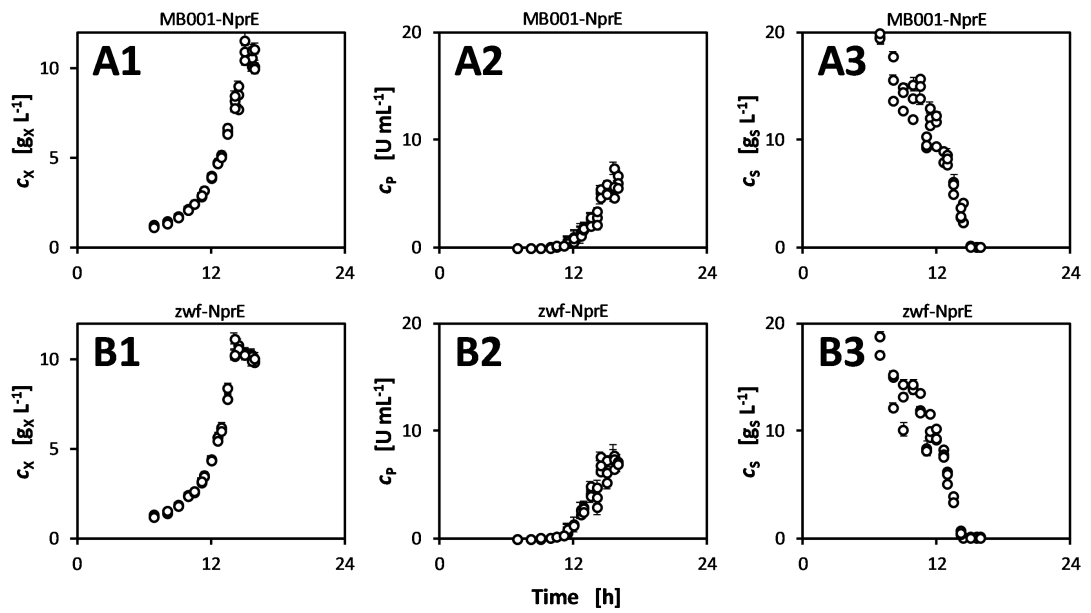 MB001-NprE
MB001-NprE
MB001-NprE
A1
A2
A3
c_X [g_X L⁻¹]
c_P [U mL⁻¹]
c_S [g_S L⁻¹]
10
5
0
0
12
24
20
10
0
0
12
24
20
10
0
0
12
24
zwf-NprE
zwf-NprE
zwf-NprE
B1
B2
B3
c_X [g_X L⁻¹]
c_P [U mL⁻¹]
c_S [g_S L⁻¹]
10
5
0
0
12
24
20
10
0
0
12
24
20
10
0
0
12
24
Time [h]